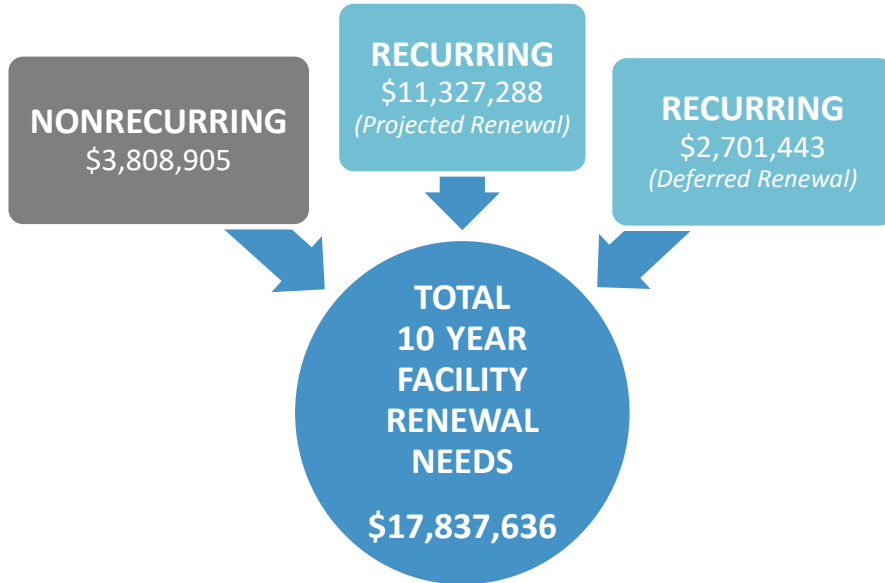 NONRECURRING
$3,808,905
RECURRING
$11,327,288
(Projected Renewal)
RECURRING
$2,701,443
(Deferred Renewal)
TOTAL
10 YEAR
FACILITY
RENEWAL
NEEDS
$17,837,636